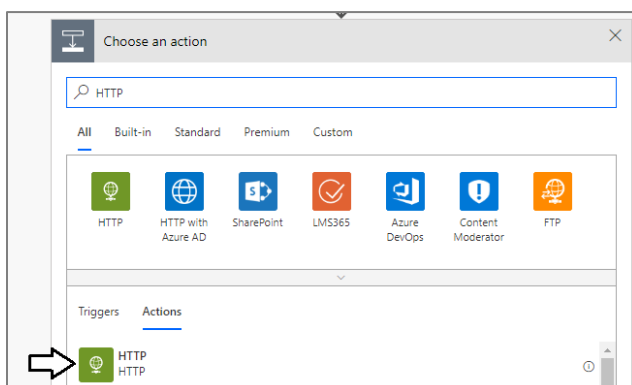 Choose an action
HTTP
All Built-in Standard Premium Custom
HTTP
HTTP with
Azure AD
SharePoint
LMS365
Azure
DevOps
Content
Moderator
FTP
Triggers Actions
HTTP
HTTP